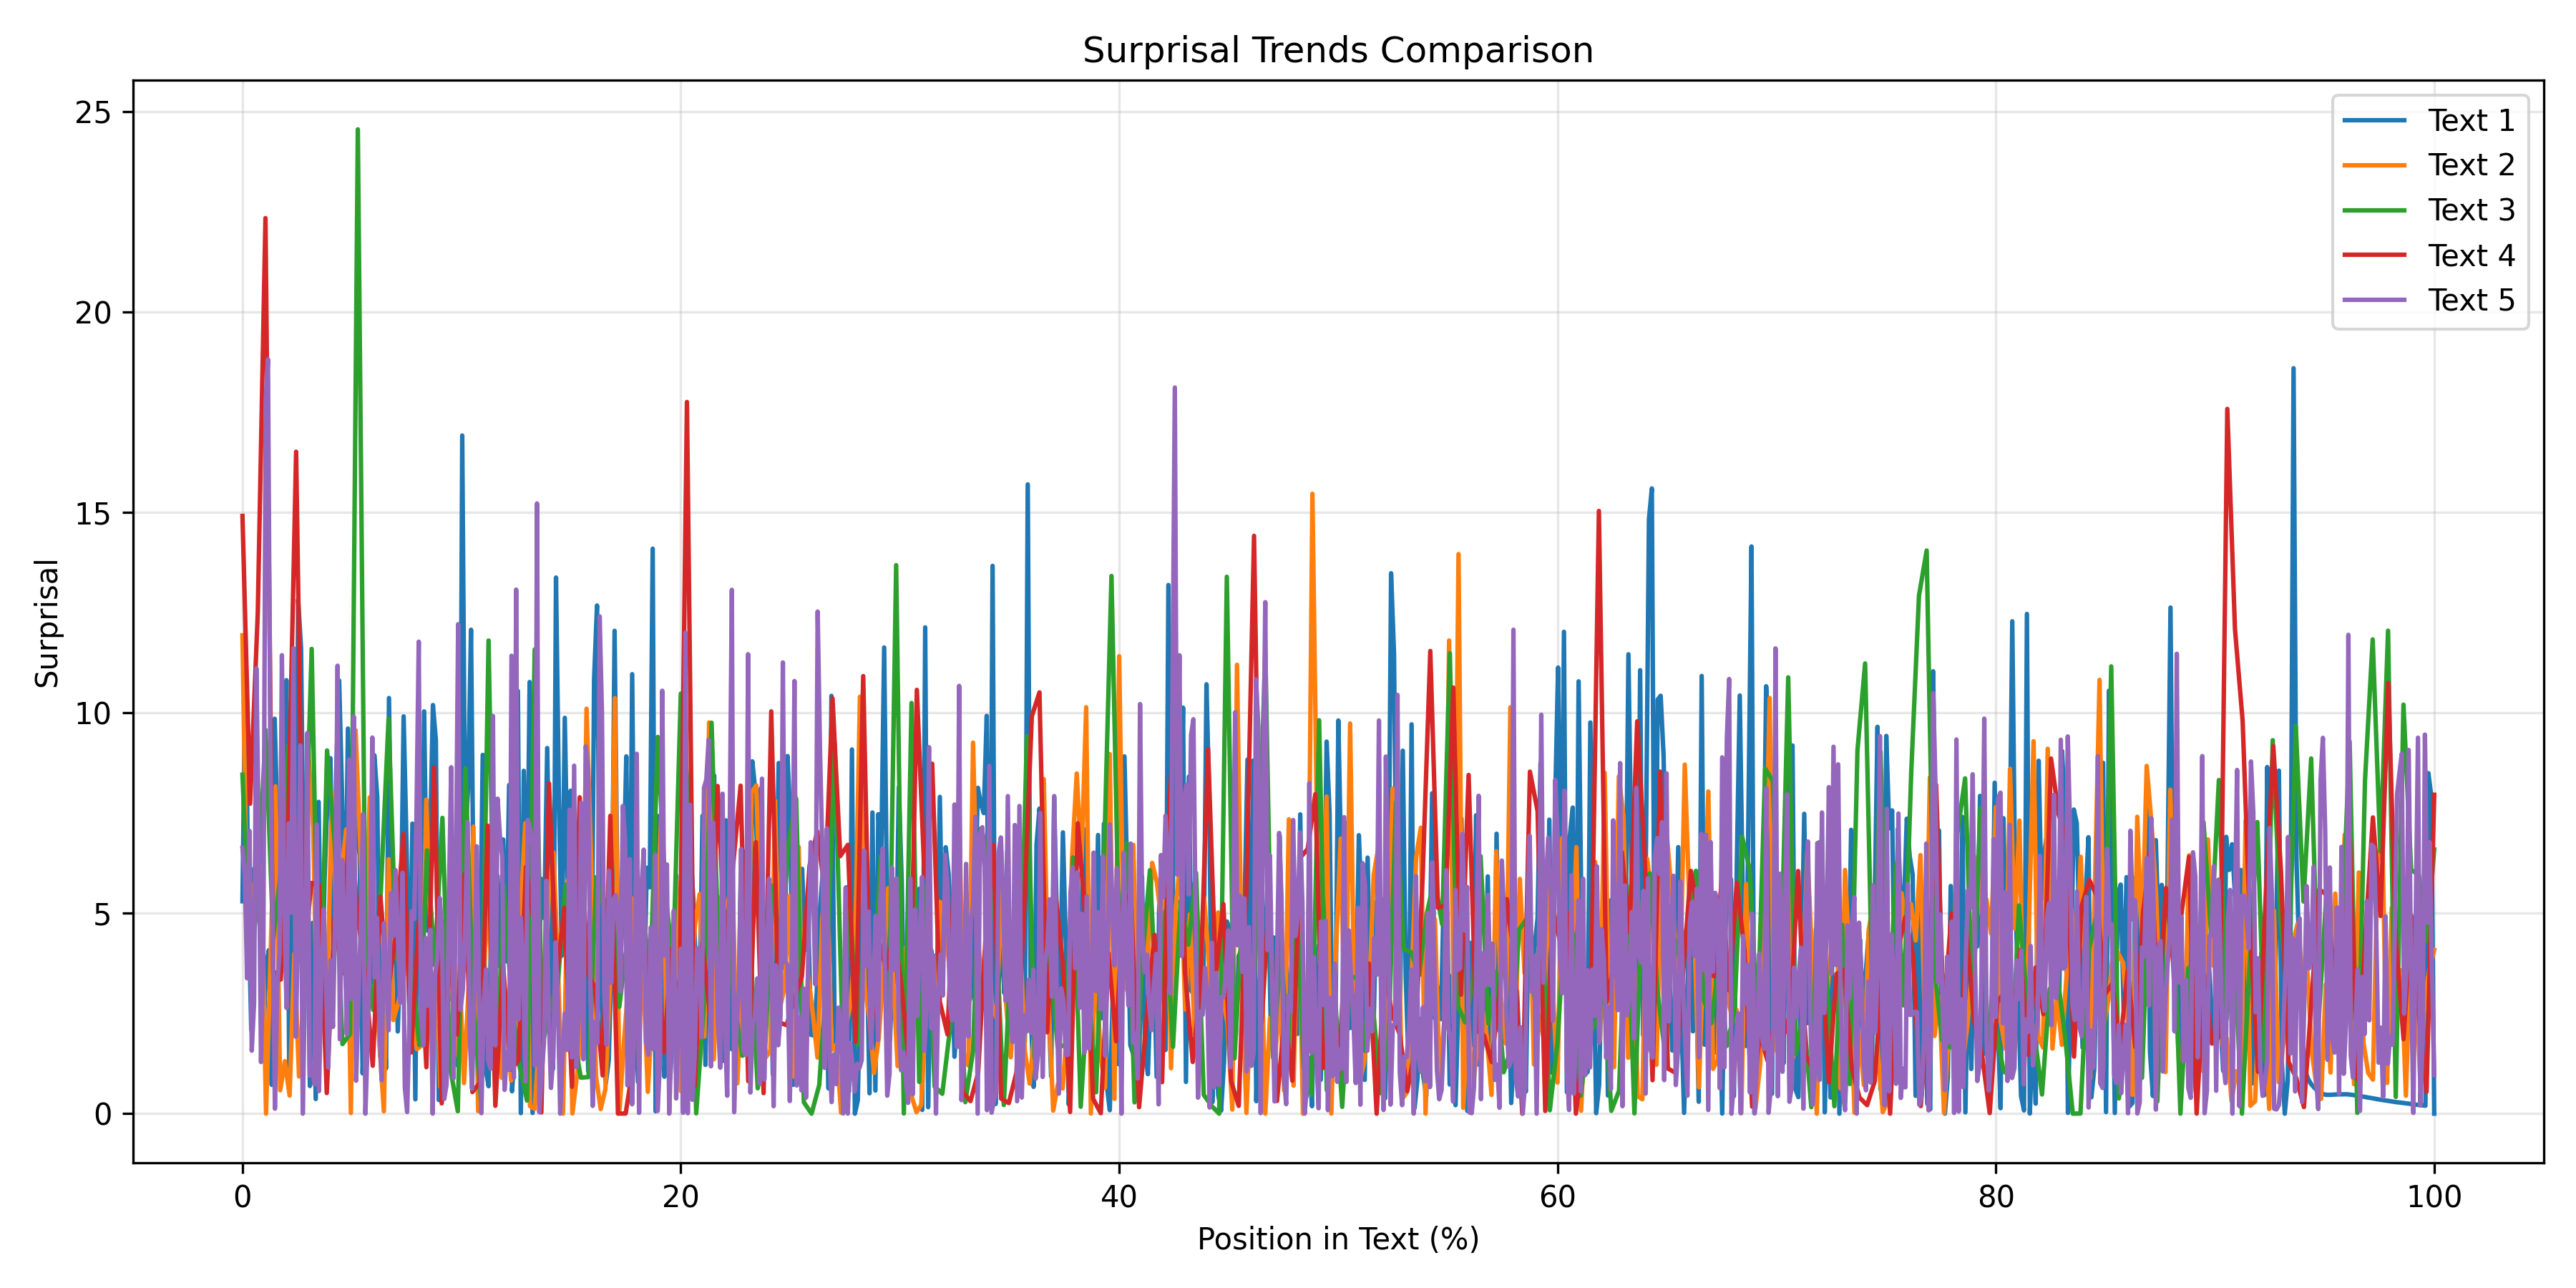 Surprisal Trends Comparison
25
20
15
10
5
0
Surprisal
0 20 40 60 80 100
Position in Text (%)
Text 1
Text 2
Text 3
Text 4
Text 5